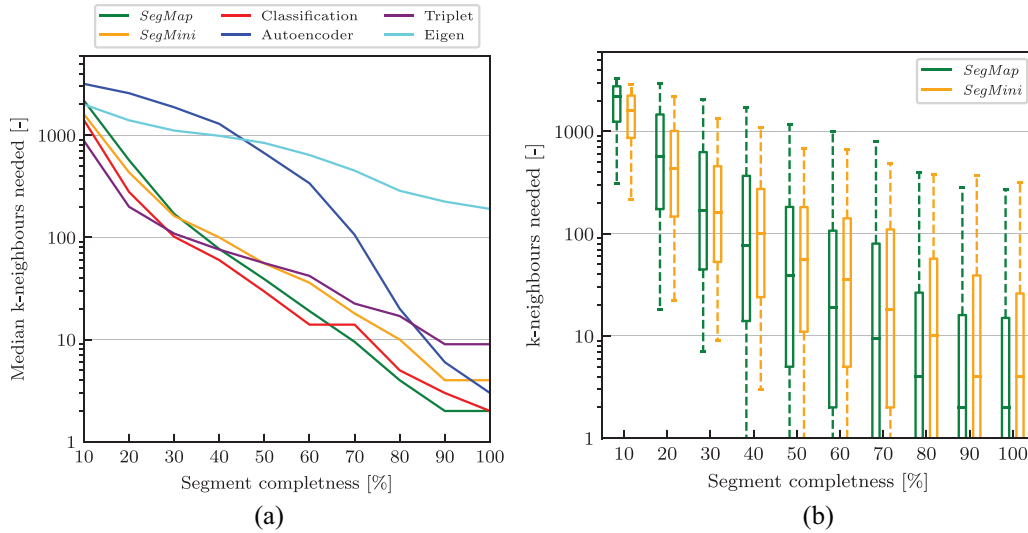 SegMap
Classification
Triplet
SegMini
Autoencoder
Eigen
Median k-neighbours needed [-]
1000
100
10
1
10 20 30 40 50 60 70 80 90 100
Segment completness [%]
(a)
SegMap
SegMini
k-neighbours needed [-]
1000
100
10
1
10 20 30 40 50 60 70 80 90 100
Segment completness [%]
(b)